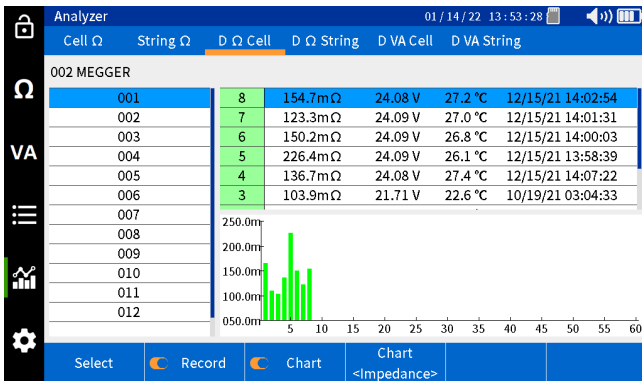 Analyzer 01/14/22 13:53:28
Cell Ω String Ω D Ω Cell D Ω String D VA Cell D VA String
002 MEGGER
Ω
VA
001
002
003
004
005
006
007
008
009
010
011
012
8 154.7mΩ 24.08 V 27.2 ℃ 12/15/21 14:02:54
7 123.3mΩ 24.09 V 27.0 ℃ 12/15/21 14:01:31
6 150.2mΩ 24.09 V 26.8 ℃ 12/15/21 14:00:03
5 226.4mΩ 24.09 V 26.1 ℃ 12/15/21 13:58:39
4 136.7mΩ 24.08 V 27.4 ℃ 12/15/21 14:07:22
3 103.9mΩ 21.71 V 22.6 ℃ 10/19/21 03:04:33
250.0m
200.0m
150.0m
100.0m
050.0m
5 10 15 20 25 30 35 40 45 50 55 60
Select Record Chart Chart
<Impedance>